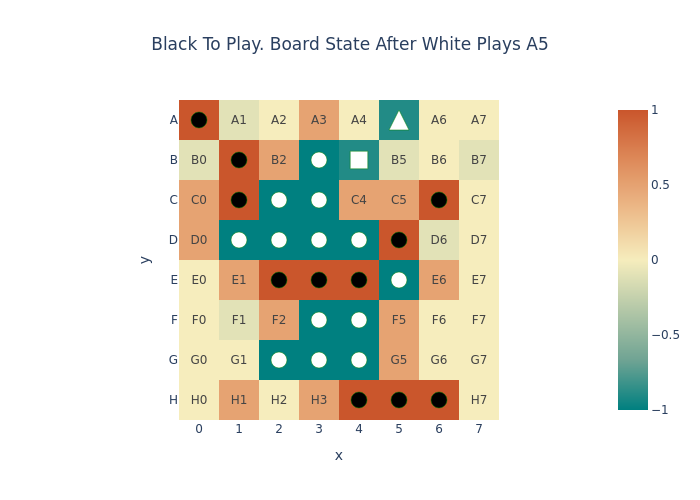 Black To Play. Board State After White Plays A5
A A1 A2 A3 A4 A6 A7
B B0 B2 B5 B6 B7
C C0 C4 C5 C7
D D0 D6 D7
E E0 E1 E6 E7
F F0 F1 F2 F5 F6 F7
G G0 G1 G5 G6 G7
H H0 H1 H2 H3 H7
0 1 2 3 4 5 6 7
x
y
1
0.5
0
−0.5
−1